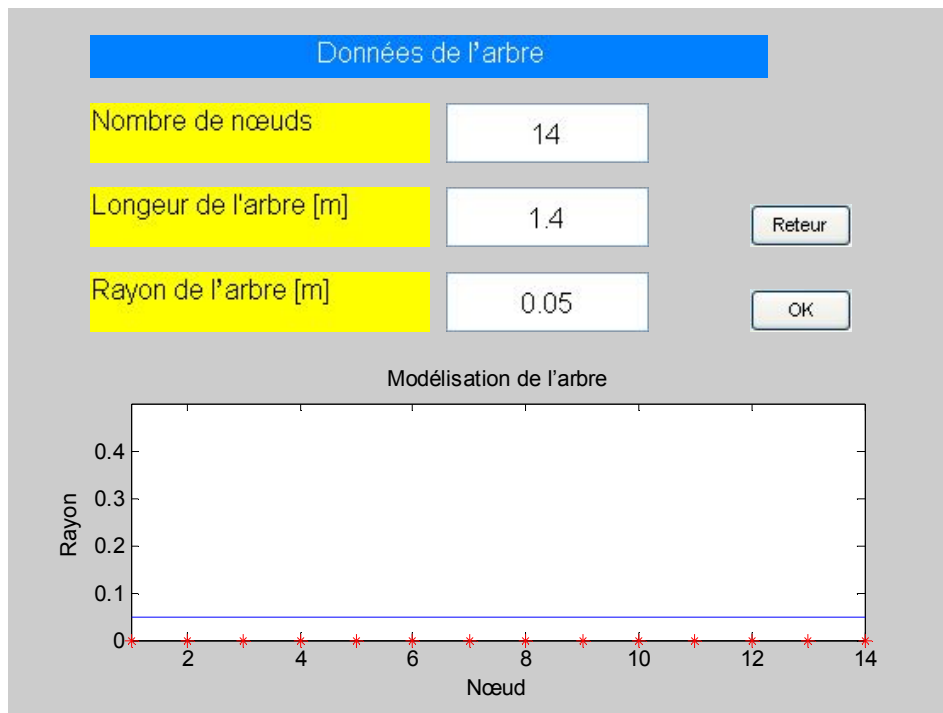 Données de l'arbre
Nombre de nœuds
14
Longeur de l'arbre [m]
1.4
Reteur
Rayon de l'arbre [m]
0.05
OK
Modélisation de l'arbre
0.4
0.3
0.2
0.1
0
Rayon
2 4 6 8 10 12 14
Nœud